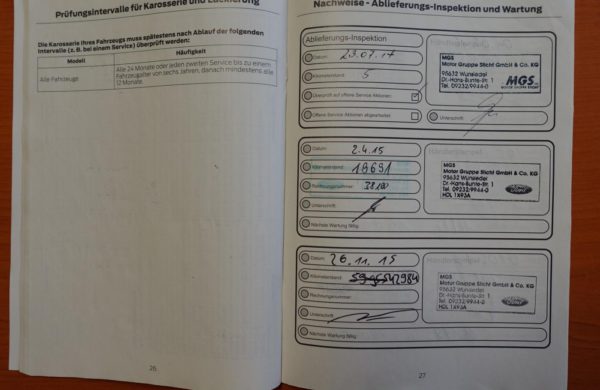 Prüfungsintervalle für Karosserie und Lackierung
Die Karosserie Ihres Fahrzeugs muss spätestens nach Ablauf der folgenden
Intervalle (z. B. bei einem Service) überprüft werden:
Modell
Häufigkeit
Alle Fahrzeuge
Alle 24 Monate oder jeden zweiten Service bis zu einem
Fahrzeugalter von sechs Jahren, danach mindestens alle
12 Monate.
26
Nachweise - Ablieferungs-Inspektion und Wartung
Ablieferungs-Inspektion
Datum:
Kilometerstand: 5
Überprüft auf offene Service Aktionen:
Offene Service Aktionen abgearbeitet:
MGS
Motor Gruppe Sticht GmbH & Co. KG
95632 Wunsiedel
Dr.-Hans-Bunte-Str. 1
Tel. 09232/9944-0
MGS
Unterschrift:
Datum: 2.4.15
Kilometerstand: 18691
Rechnungsnummer:
Unterschrift:
Nächste Wartung fällig:
MGS
Motor Gruppe Sticht GmbH & Co. KG
95632 Wunsiedel
Dr.-Hans-Bunte-Str. 1
Tel. 09232/9944-0
HDL 1X93A
Ford
Datum: 26.11.15
Kilometerstand: 42984
Rechnungsnummer:
Unterschrift:
Nächste Wartung fällig:
MGS
Motor Gruppe Sticht GmbH & Co. KG
95632 Wunsiedel
Dr.-Hans-Bunte-Str. 1
Tel. 09232/9944-0
HDL 1X93A
Ford
27